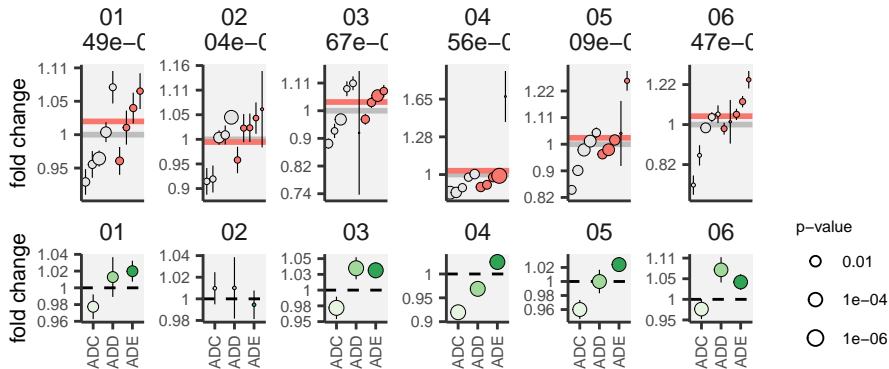 01 02 03 04 05 06
49e−0 04e−0 67e−0 56e−0 09e−0 47e−0
fold change
1.11 1.05 1 0.95
1.16 1.1 1.05 1 0.95 0.9
1.11 1 0.9 0.82 0.74
1.65 1.28 1
1.22 1.11 1 0.9 0.82
1.22 1 0.82
01 02 03 04 05 06
fold change
1.04 1.02 1 0.98 0.96
1.04 1.02 1 0.98
1.05 1.03 1 0.98 0.95
1 0.95 0.9
1.02 1 0.98 0.96
1.11 1.05 1 0.95
ADC ADD ADE ADC ADD ADE ADC ADD ADE ADC ADD ADE ADC ADD ADE ADC ADD ADE
p−value
0.01
1e−04
1e−06